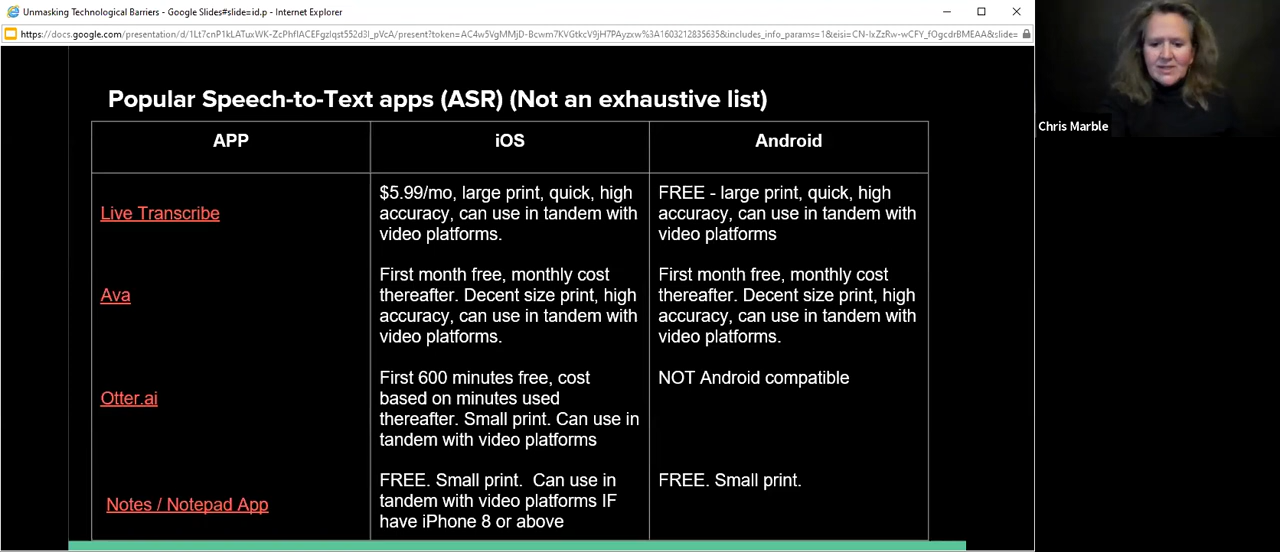 Unmasking Technological Barriers - Google Slides#slide=id.p - Internet Explorer
Popular Speech-to-Text apps (ASR) (Not an exhaustive list)
APP
iOS
Android
Live Transcribe
$5.99/mo, large print, quick, high
accuracy, can use in tandem with
video platforms.
FREE - large print, quick, high
accuracy, can use in tandem with
video platforms
Ava
First month free, monthly cost
thereafter. Decent size print, high
accuracy, can use in tandem with
video platforms.
First month free, monthly cost
thereafter. Decent size print, high
accuracy, can use in tandem with
video platforms.
Otter.ai
First 600 minutes free, cost
based on minutes used
thereafter. Small print. Can use in
tandem with video platforms
NOT Android compatible
Notes / Notepad App
FREE. Small print.  Can use in
tandem with video platforms IF
have iPhone 8 or above
FREE. Small print.
Chris Marble